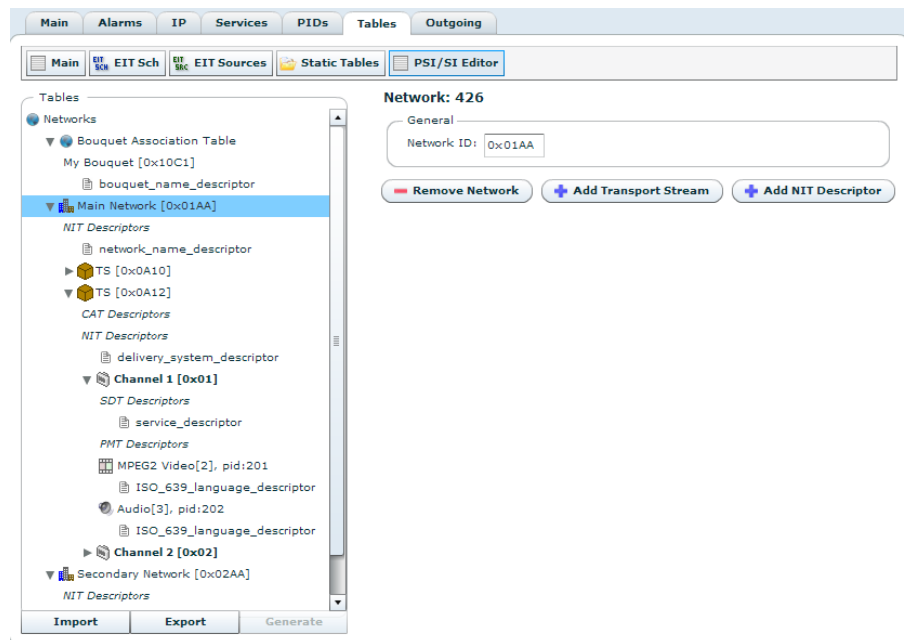 Main Alarms IP Services PIDs Tables Outgoing
Main EIT SCH EIT Sch EIT SRC EIT Sources Static Tables PSI/SI Editor
Tables
Networks
Bouquet Association Table
My Bouquet [0x10C1]
bouquet_name_descriptor
Main Network [0x01AA]
NIT Descriptors
network_name_descriptor
TS [0x0A10]
TS [0x0A12]
CAT Descriptors
NIT Descriptors
delivery_system_descriptor
Channel 1 [0x01]
SDT Descriptors
service_descriptor
PMT Descriptors
MPEG2 Video[2], pid:201
ISO_639_language_descriptor
Audio[3], pid:202
ISO_639_language_descriptor
Channel 2 [0x02]
Secondary Network [0x02AA]
NIT Descriptors
Import Export Generate
Network: 426
General
Network ID: 0x01AA
Remove Network Add Transport Stream Add NIT Descriptor